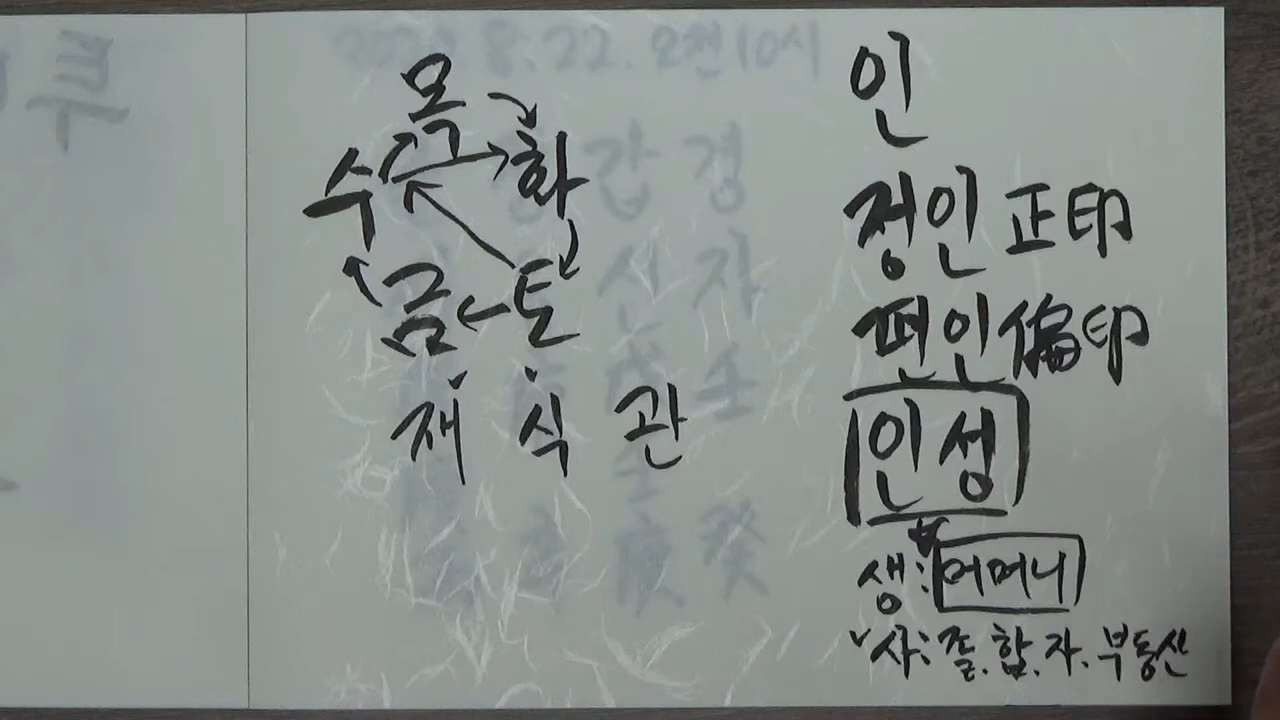 목
수 화
금 토
재 식 관
인
정인 正印
편인 偏印
인성
생: 어머니
사: 졸.합.자.부동산